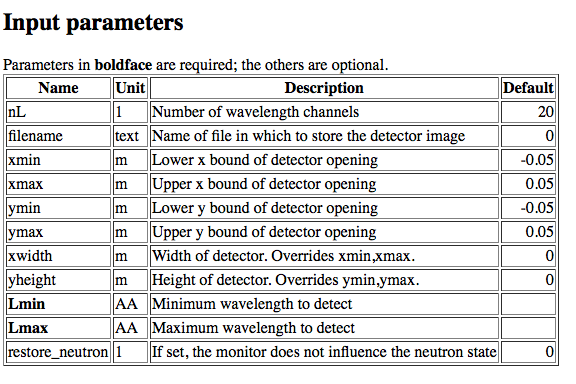 Input parameters
Parameters in boldface are required; the others are optional.
Name Unit Description Default
nL 1 Number of wavelength channels 20
filename text Name of file in which to store the detector image 0
xmin m Lower x bound of detector opening -0.05
xmax m Upper x bound of detector opening 0.05
ymin m Lower y bound of detector opening -0.05
ymax m Upper y bound of detector opening 0.05
xwidth m Width of detector. Overrides xmin,xmax. 0
yheight m Height of detector. Overrides ymin,ymax. 0
Lmin AA Minimum wavelength to detect
Lmax AA Maximum wavelength to detect
restore_neutron 1 If set, the monitor does not influence the neutron state 0